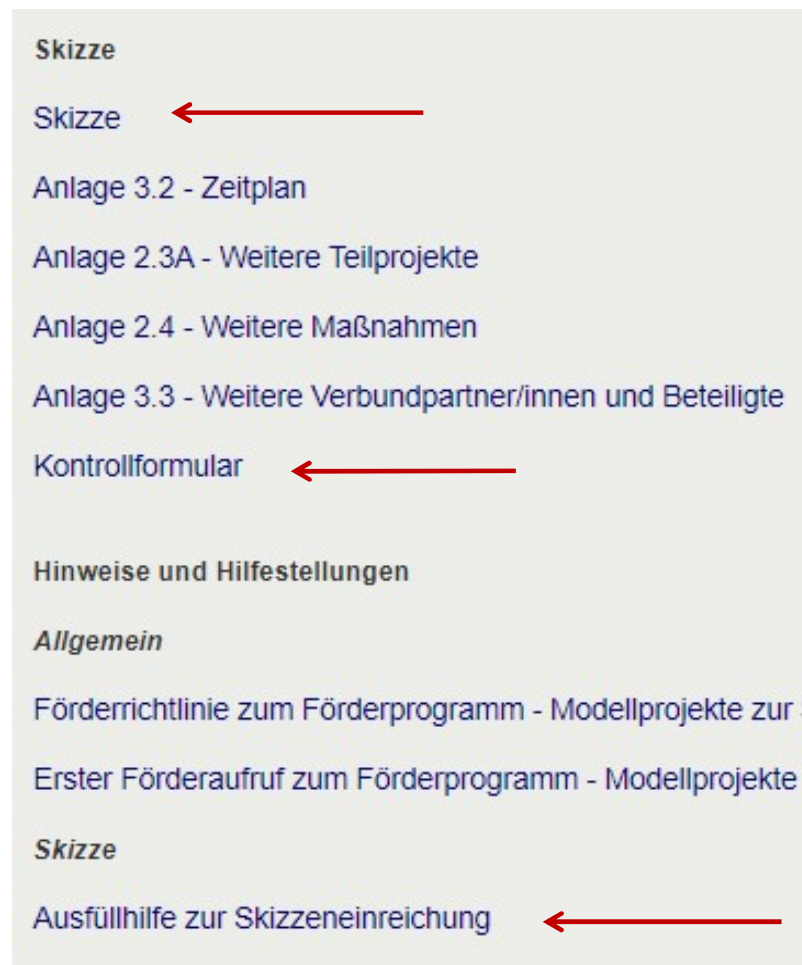 Skizze
Skizze
Anlage 3.2 - Zeitplan
Anlage 2.3A - Weitere Teilprojekte
Anlage 2.4 - Weitere Maßnahmen
Anlage 3.3 - Weitere Verbundpartner/innen und Beteiligte
Kontrollformular
Hinweise und Hilfestellungen
Allgemein
Förderrichtlinie zum Förderprogramm - Modellprojekte zur
Erster Förderaufruf zum Förderprogramm - Modellprojekte
Skizze
Ausfüllhilfe zur Skizzeneinreichung